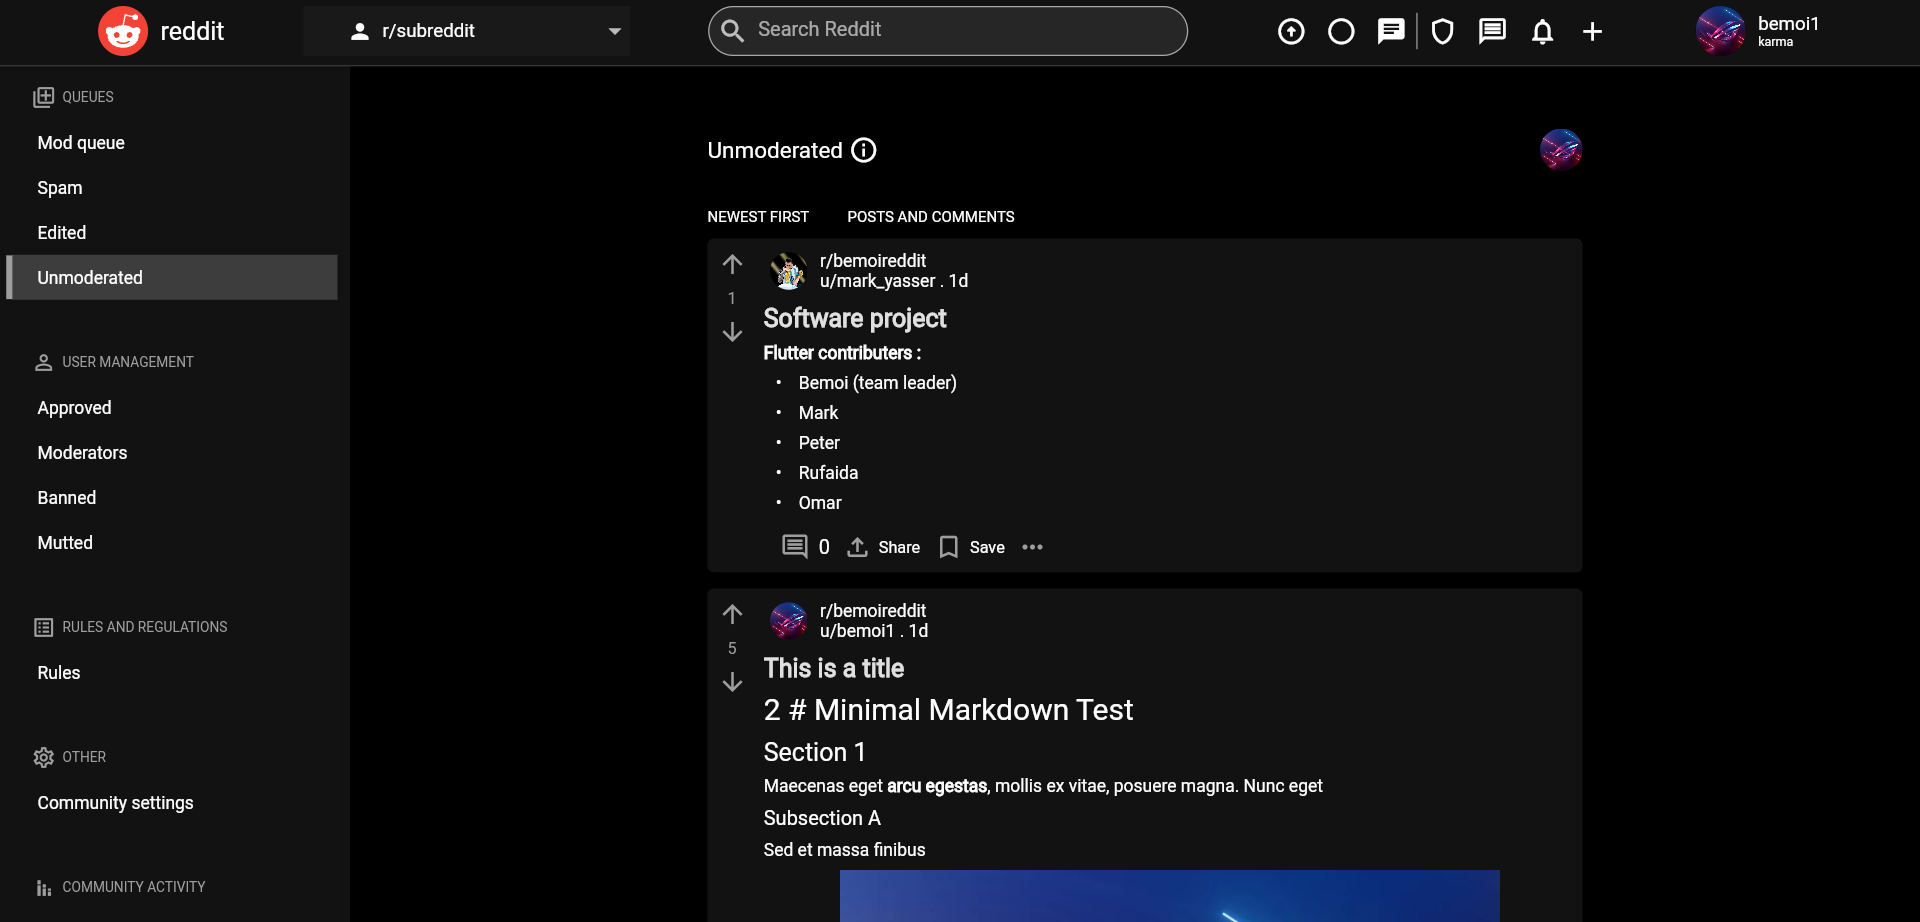 reddit
r/subreddit
Search Reddit
bemoi1
karma
QUEUES
Mod queue
Spam
Edited
Unmoderated
USER MANAGEMENT
Approved
Moderators
Banned
Mutted
RULES AND REGULATIONS
Rules
OTHER
Community settings
COMMUNITY ACTIVITY
Unmoderated
NEWEST FIRST POSTS AND COMMENTS
r/bemoireddit
u/mark_yasser . 1d
1
Software project
Flutter contributers :
• Bemoi (team leader)
• Mark
• Peter
• Rufaida
• Omar
0 Share Save
r/bemoireddit
u/bemoi1 . 1d
5
This is a title
2 # Minimal Markdown Test
Section 1
Maecenas eget arcu egestas, mollis ex vitae, posuere magna. Nunc eget
Subsection A
Sed et massa finibus